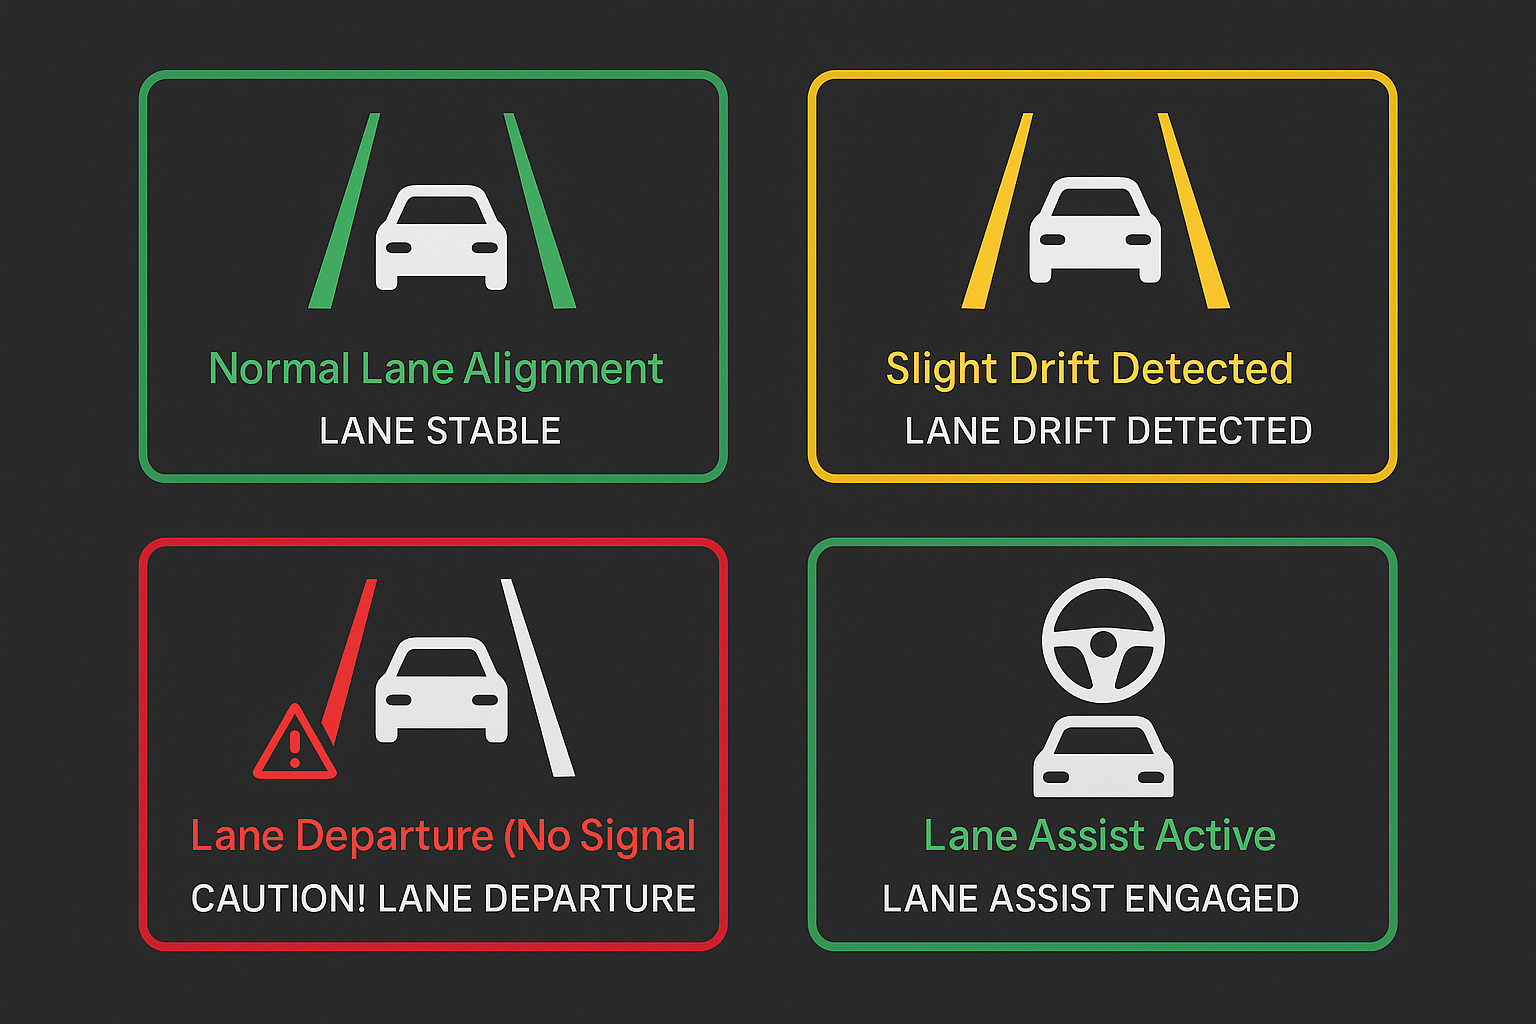 Normal Lane Alignment
LANE STABLE
Slight Drift Detected
LANE DRIFT DETECTED
Lane Departure (No Signal
CAUTION! LANE DEPARTURE
Lane Assist Active
LANE ASSIST ENGAGED